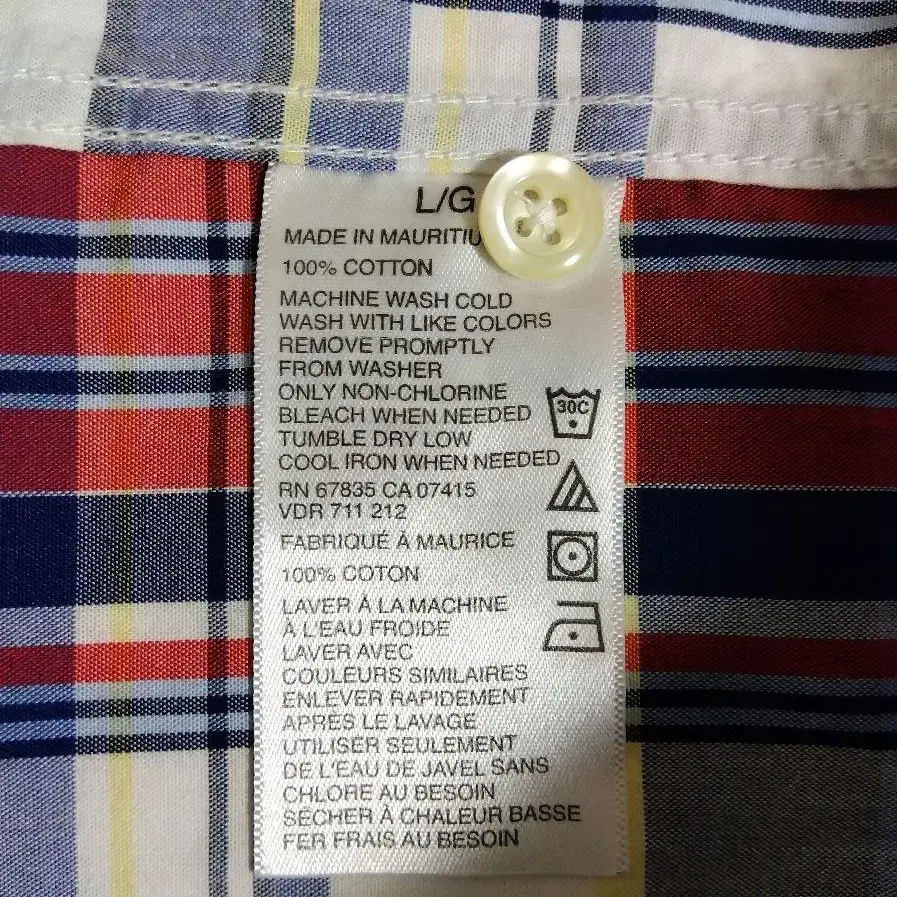 L/G
MADE IN MAURITIU
100% COTTON
MACHINE WASH COLD
WASH WITH LIKE COLORS
REMOVE PROMPTLY
FROM WASHER
ONLY NON-CHLORINE
BLEACH WHEN NEEDED
30C
TUMBLE DRY LOW
COOL IRON WHEN NEEDED
RN 67835 CA 07415
VDR 711 212
FABRIQUÉ À MAURICE
100% COTON
LAVER À LA MACHINE
À L'EAU FROIDE
LAVER AVEC
COULEURS SIMILAIRES
ENLEVER RAPIDEMENT
APRÈS LE LAVAGE
UTILISER SEULEMENT
DE L'EAU DE JAVEL SANS
CHLORE AU BESOIN
SÉCHER À CHALEUR BASSE
FER FRAIS AU BESOIN